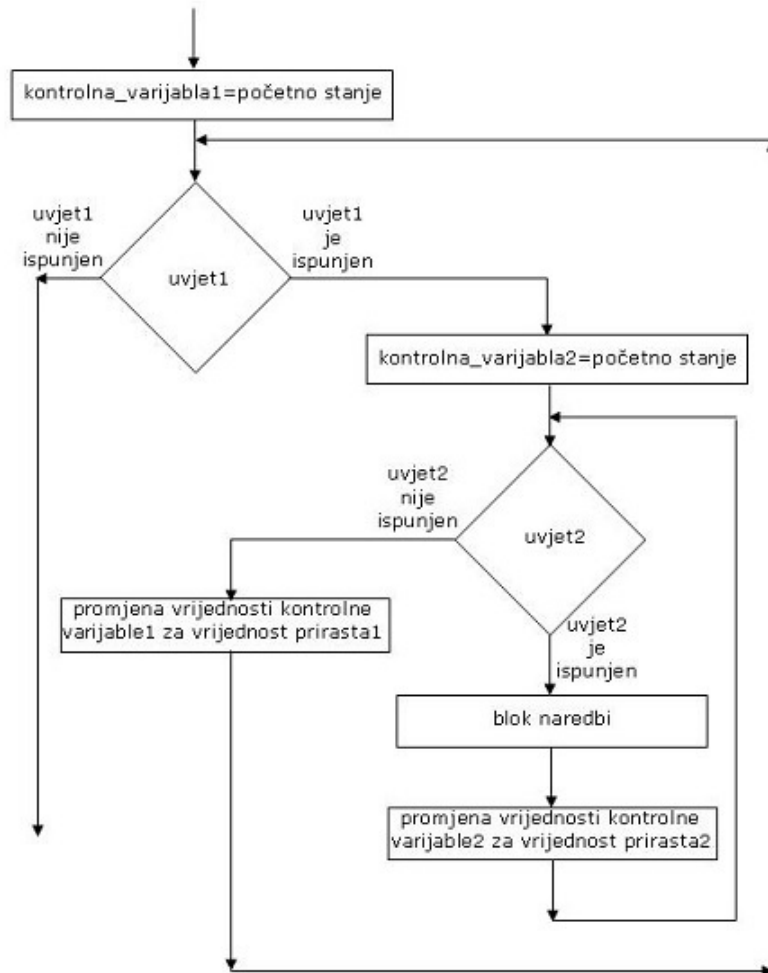 kontrolna_varijabla1=početno stanje
uvjet1
nije
ispunjen
uvjet1
je
ispunjen
uvjet1
kontrolna_varijabla2=početno stanje
uvjet2
nije
ispunjen
uvjet2
promjena vrijednosti kontrolne
varijable1 za vrijednost prirasta1
uvjet2
je
ispunjen
blok naredbi
promjena vrijednosti kontrolne
varijable2 za vrijednost prirasta2